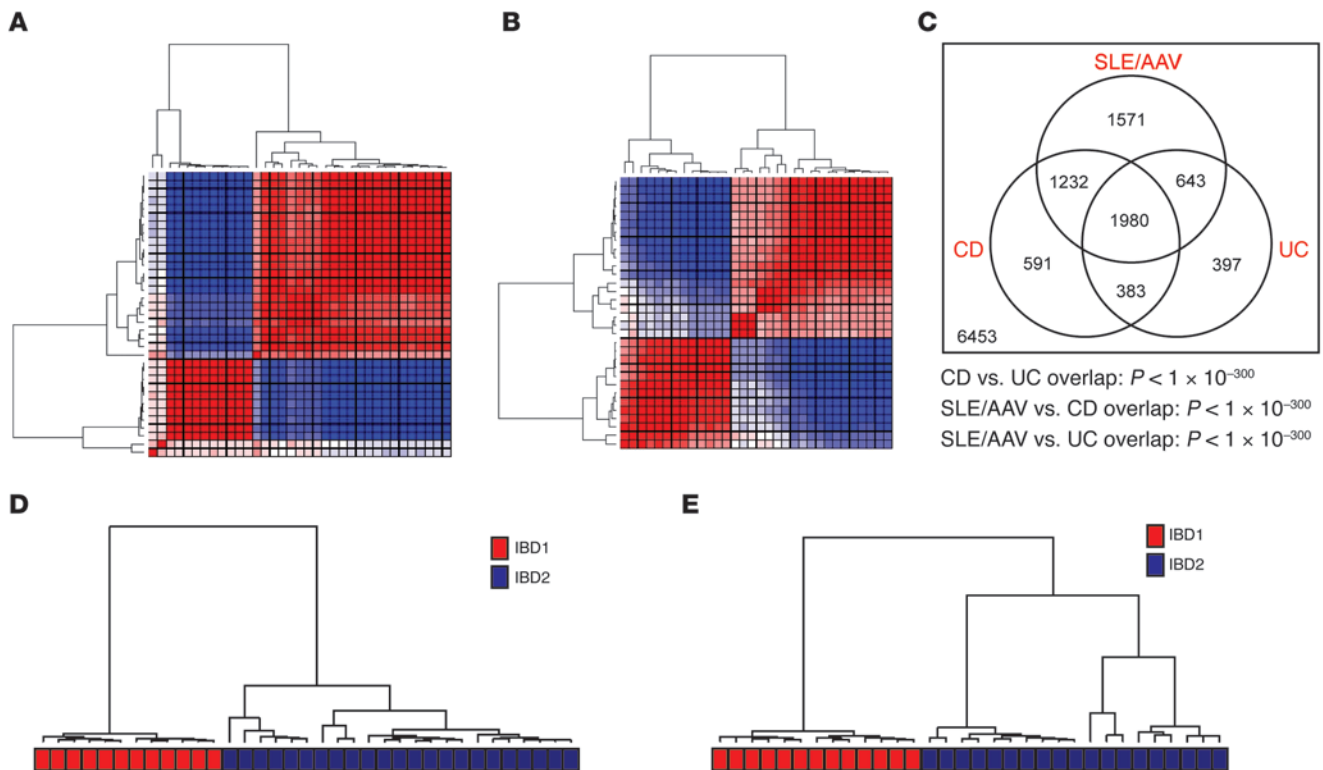 A
B
C
SLE/AAV
1571
1232
643
1980
CD
UC
591
397
383
6453
CD vs. UC overlap: P < 1 × 10⁻³⁰⁰
SLE/AAV vs. CD overlap: P < 1 × 10⁻³⁰⁰
SLE/AAV vs. UC overlap: P < 1 × 10⁻³⁰⁰
D
IBD1
IBD2
E
IBD1
IBD2